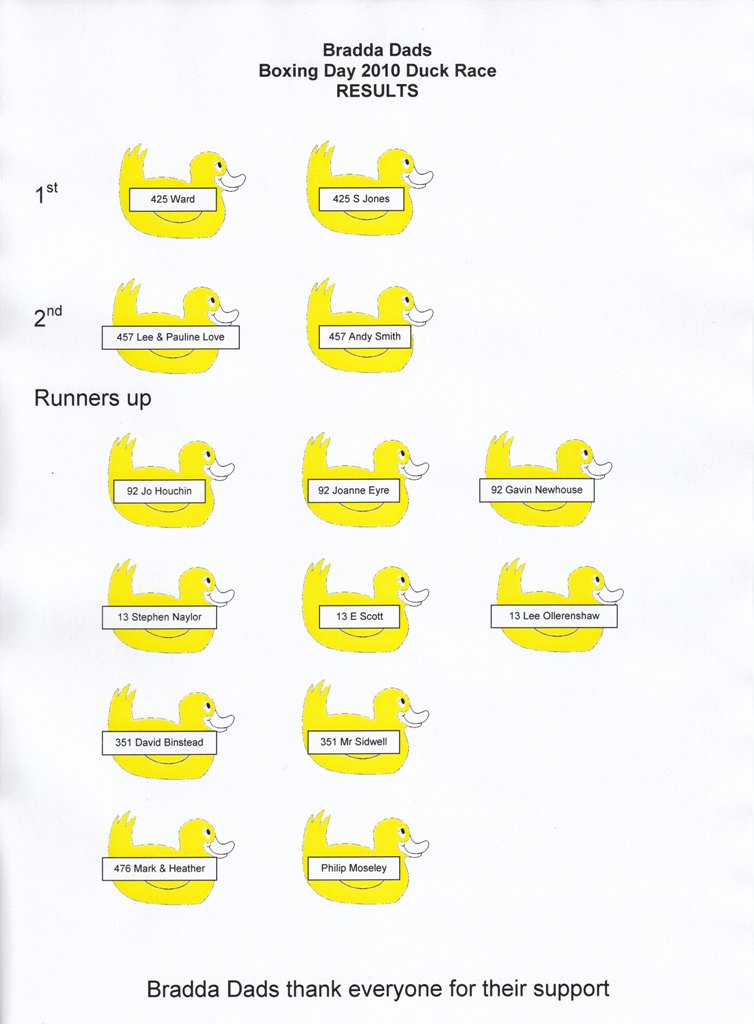 Bradda Dads
Boxing Day 2010 Duck Race
RESULTS
1st
425 Ward
425 S Jones
2nd
457 Lee & Pauline Love
457 Andy Smith
Runners up
92 Jo Houchin
92 Joanne Eyre
92 Gavin Newhouse
13 Stephen Naylor
13 E Scott
13 Lee Ollerenshaw
351 David Binstead
351 Mr Sidwell
476 Mark & Heather
Philip Moseley
Bradda Dads thank everyone for their support